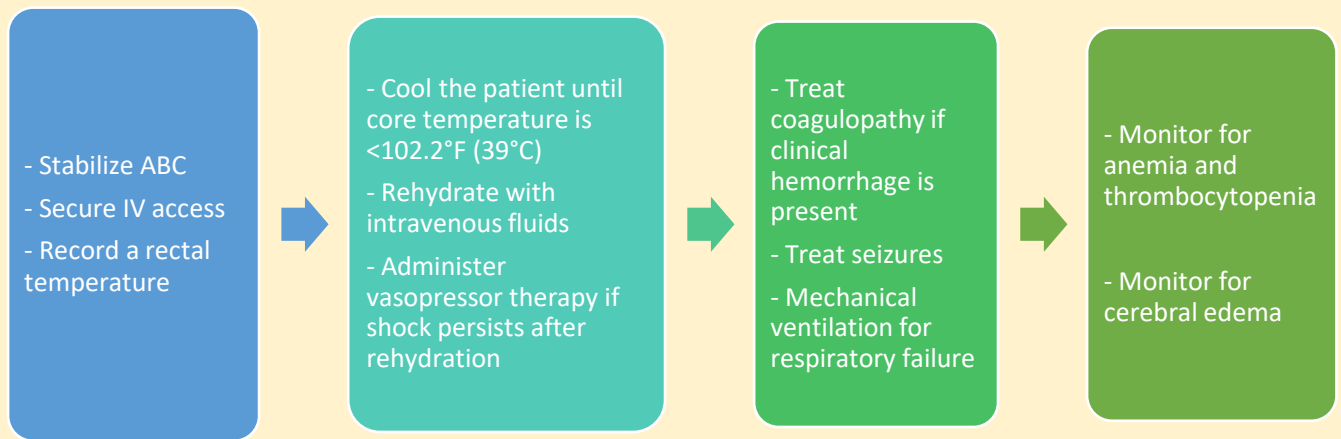 - Stabilize ABC
- Secure IV access
- Record a rectal
temperature
- Cool the patient until
core temperature is
<102.2°F (39°C)
- Rehydrate with
intravenous fluids
- Administer
vasopressor therapy if
shock persists after
rehydration
- Treat
coagulopathy if
clinical
hemorrhage is
present
- Treat seizures
- Mechanical
ventilation for
respiratory failure
- Monitor for
anemia and
thrombocytopenia
- Monitor for
cerebral edema